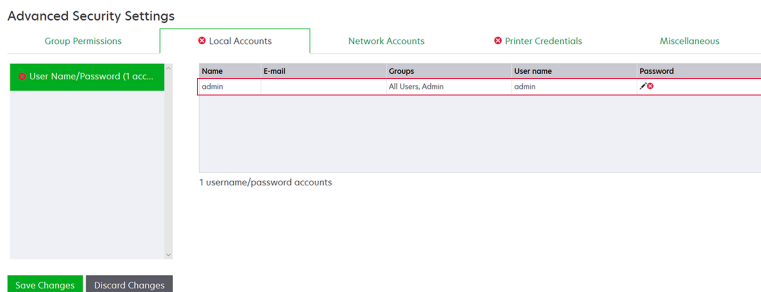 Advanced Security Settings
Group Permissions Local Accounts Network Accounts Printer Credentials Miscellaneous
User Name/Password (1 acc...
Name E-mail Groups User name Password
admin All Users, Admin admin
1 username/password accounts
Save Changes Discard Changes